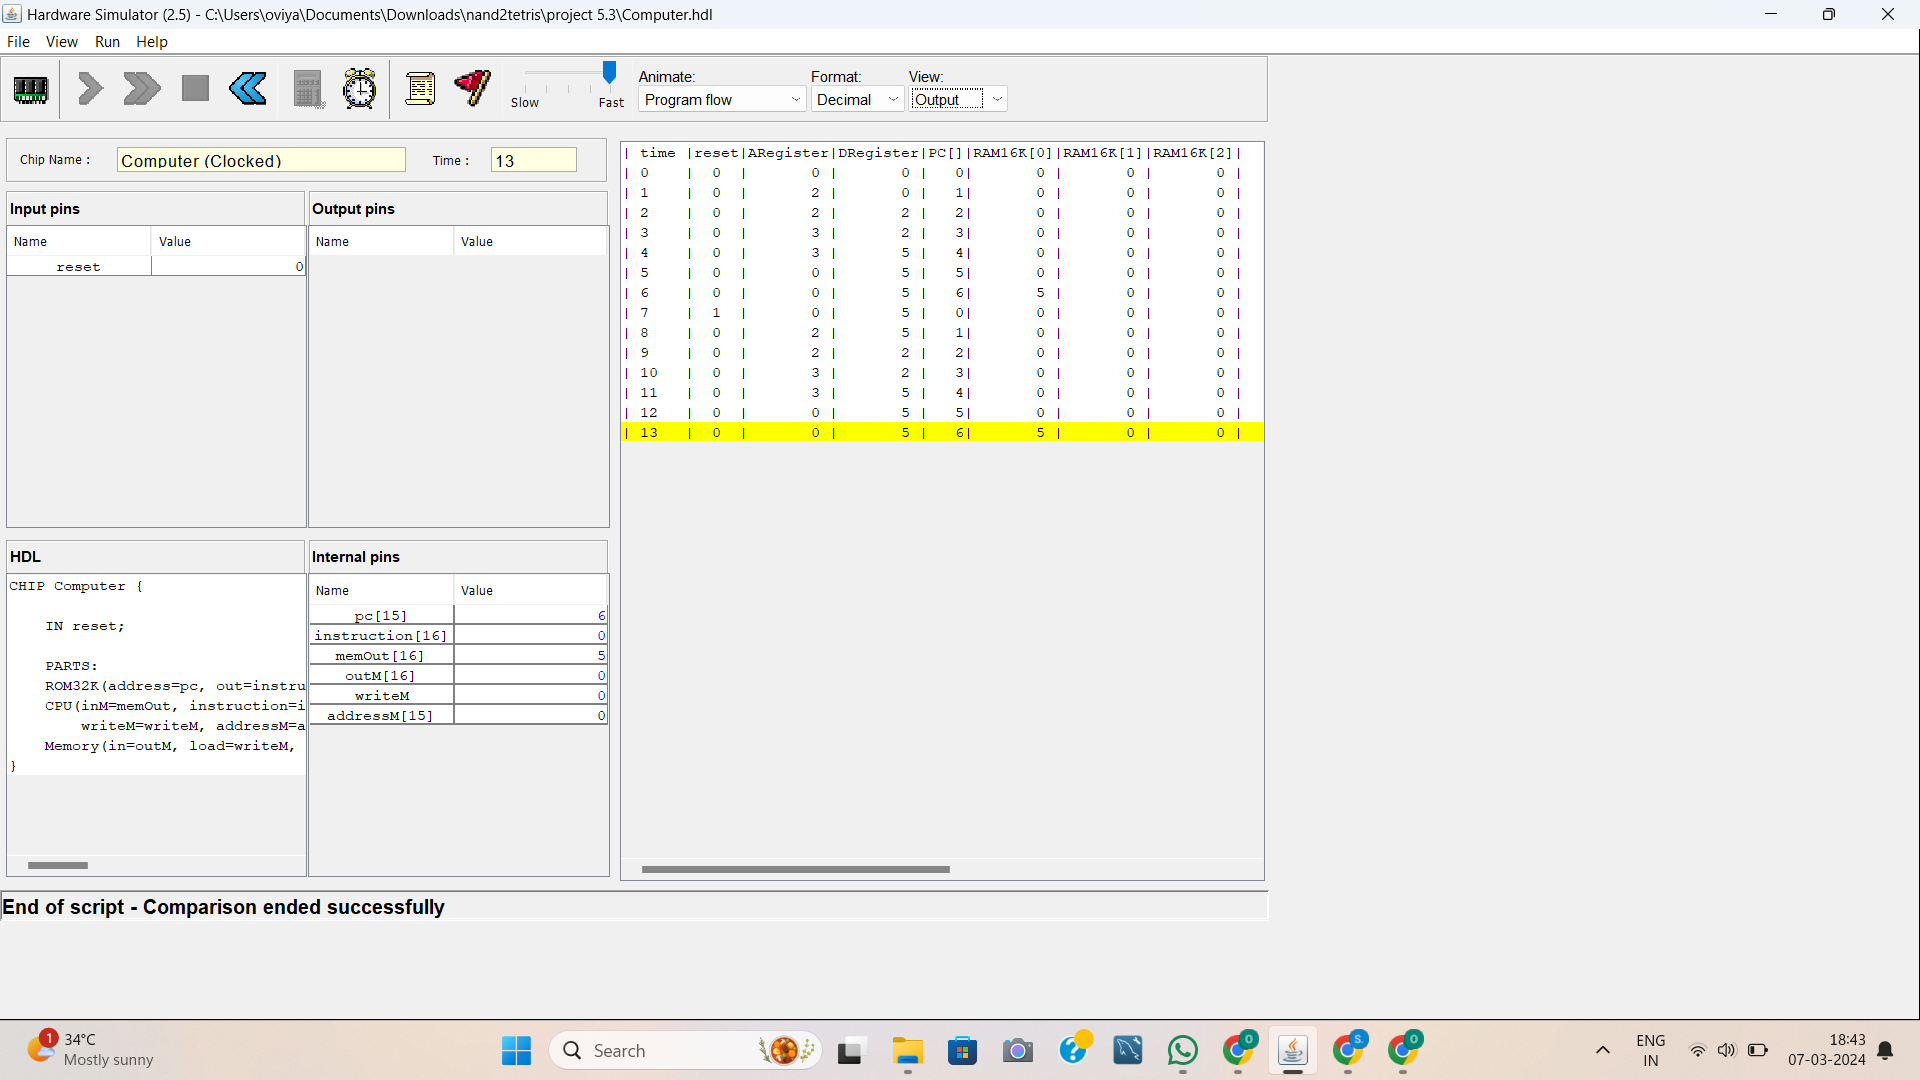 Hardware Simulator (2.5) - C:\Users\oviya\Documents\Downloads\nand2tetris\project 5.3\Computer.hdl
File View Run Help
Slow Fast
Animate: Format: View:
Program flow Decimal Output
Chip Name : Computer (Clocked) Time : 13
Input pins Output pins
Name Value Name Value
reset 0
| time |reset|ARegister|DRegister|PC[]|RAM16K[0]|RAM16K[1]|RAM16K[2]|
| 0 | 0 | 0 | 0 | 0| 0 | 0 | 0 |
| 1 | 0 | 2 | 0 | 1| 0 | 0 | 0 |
| 2 | 0 | 2 | 2 | 2| 0 | 0 | 0 |
| 3 | 0 | 3 | 2 | 3| 0 | 0 | 0 |
| 4 | 0 | 3 | 5 | 4| 0 | 0 | 0 |
| 5 | 0 | 0 | 5 | 5| 0 | 0 | 0 |
| 6 | 0 | 0 | 5 | 6| 5 | 0 | 0 |
| 7 | 1 | 0 | 5 | 0| 0 | 0 | 0 |
| 8 | 0 | 2 | 5 | 1| 0 | 0 | 0 |
| 9 | 0 | 2 | 2 | 2| 0 | 0 | 0 |
| 10 | 0 | 3 | 2 | 3| 0 | 0 | 0 |
| 11 | 0 | 3 | 5 | 4| 0 | 0 | 0 |
| 12 | 0 | 0 | 5 | 5| 0 | 0 | 0 |
| 13 | 0 | 0 | 5 | 6| 5 | 0 | 0 |
HDL
CHIP Computer {
IN reset;
PARTS:
ROM32K(address=pc, out=instru
CPU(inM=memOut, instruction=i
writeM=writeM, addressM=a
Memory(in=outM, load=writeM,
}
Internal pins
Name Value
pc[15] 6
instruction[16] 0
memOut[16] 5
outM[16] 0
writeM 0
addressM[15] 0
End of script - Comparison ended successfully
1
34°C
Mostly sunny
Search
O
S.
O
ENG
IN
18:43
07-03-2024